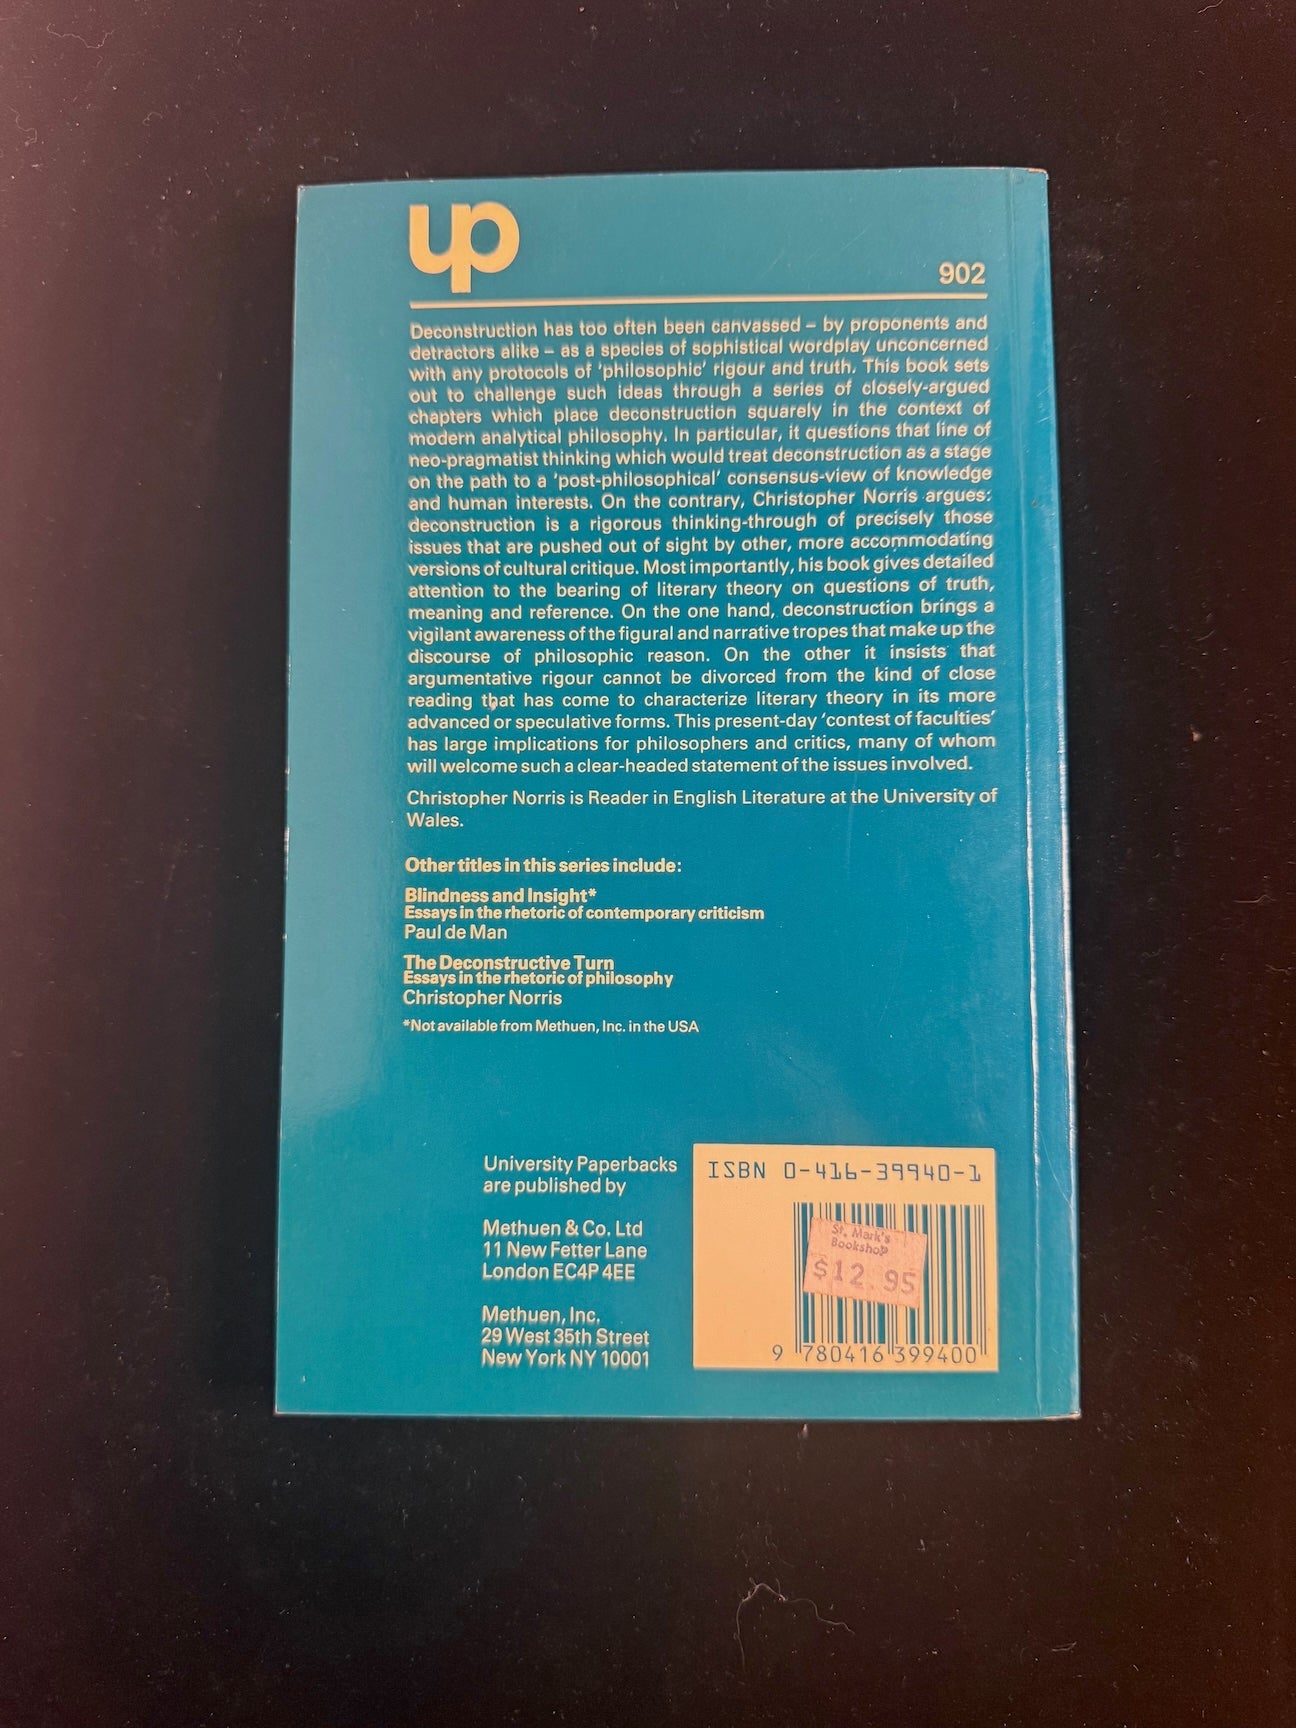 up
902
Deconstruction has too often been canvassed – by proponents and
detractors alike – as a species of sophistical wordplay unconcerned
with any protocols of 'philosophic' rigour and truth. This book sets
out to challenge such ideas through a series of closely-argued
chapters which place deconstruction squarely in the context of
modern analytical philosophy. In particular, it questions that line of
neo-pragmatist thinking which would treat deconstruction as a stage
on the path to a 'post-philosophical' consensus-view of knowledge
and human interests. On the contrary, Christopher Norris argues:
deconstruction is a rigorous thinking-through of precisely those
issues that are pushed out of sight by other, more accommodating
versions of cultural critique. Most importantly, his book gives detailed
attention to the bearing of literary theory on questions of truth,
meaning and reference. On the one hand, deconstruction brings a
vigilant awareness of the figural and narrative tropes that make up the
discourse of philosophic reason. On the other it insists that
argumentative rigour cannot be divorced from the kind of close
reading that has come to characterize literary theory in its more
advanced or speculative forms. This present-day 'contest of faculties'
has large implications for philosophers and critics, many of whom
will welcome such a clear-headed statement of the issues involved.
Christopher Norris is Reader in English Literature at the University of
Wales.
Other titles in this series include:
Blindness and Insight*
Essays in the rhetoric of contemporary criticism
Paul de Man
The Deconstructive Turn
Essays in the rhetoric of philosophy
Christopher Norris
*Not available from Methuen, Inc. in the USA
University Paperbacks
are published by
Methuen & Co. Ltd
11 New Fetter Lane
London EC4P 4EE
Methuen, Inc.
29 West 35th Street
New York NY 10001
ISBN 0-416-39940-1
St. Mark's
Bookshop
$12.95
9 780416 399400